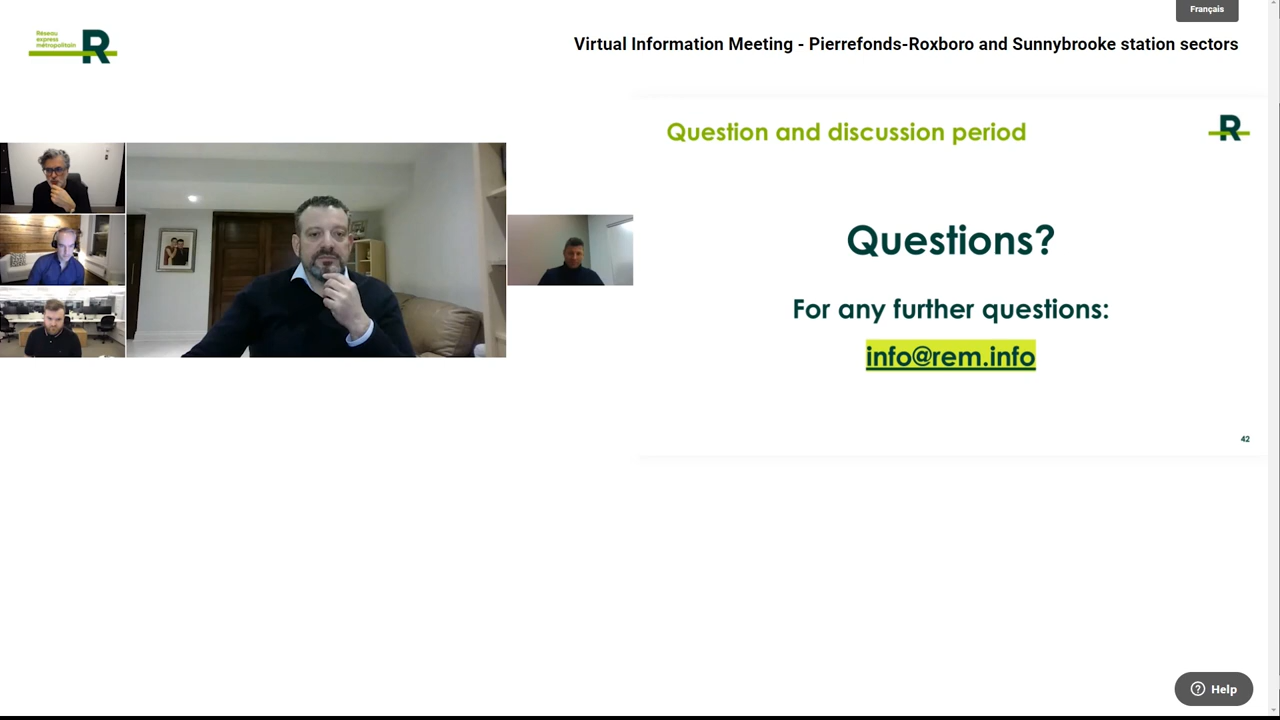 Français
Réseau
express
métropolitain
R
Virtual Information Meeting - Pierrefonds-Roxboro and Sunnybrooke station sectors
Question and discussion period
R
Questions?
For any further questions:
info@rem.info
42
Help